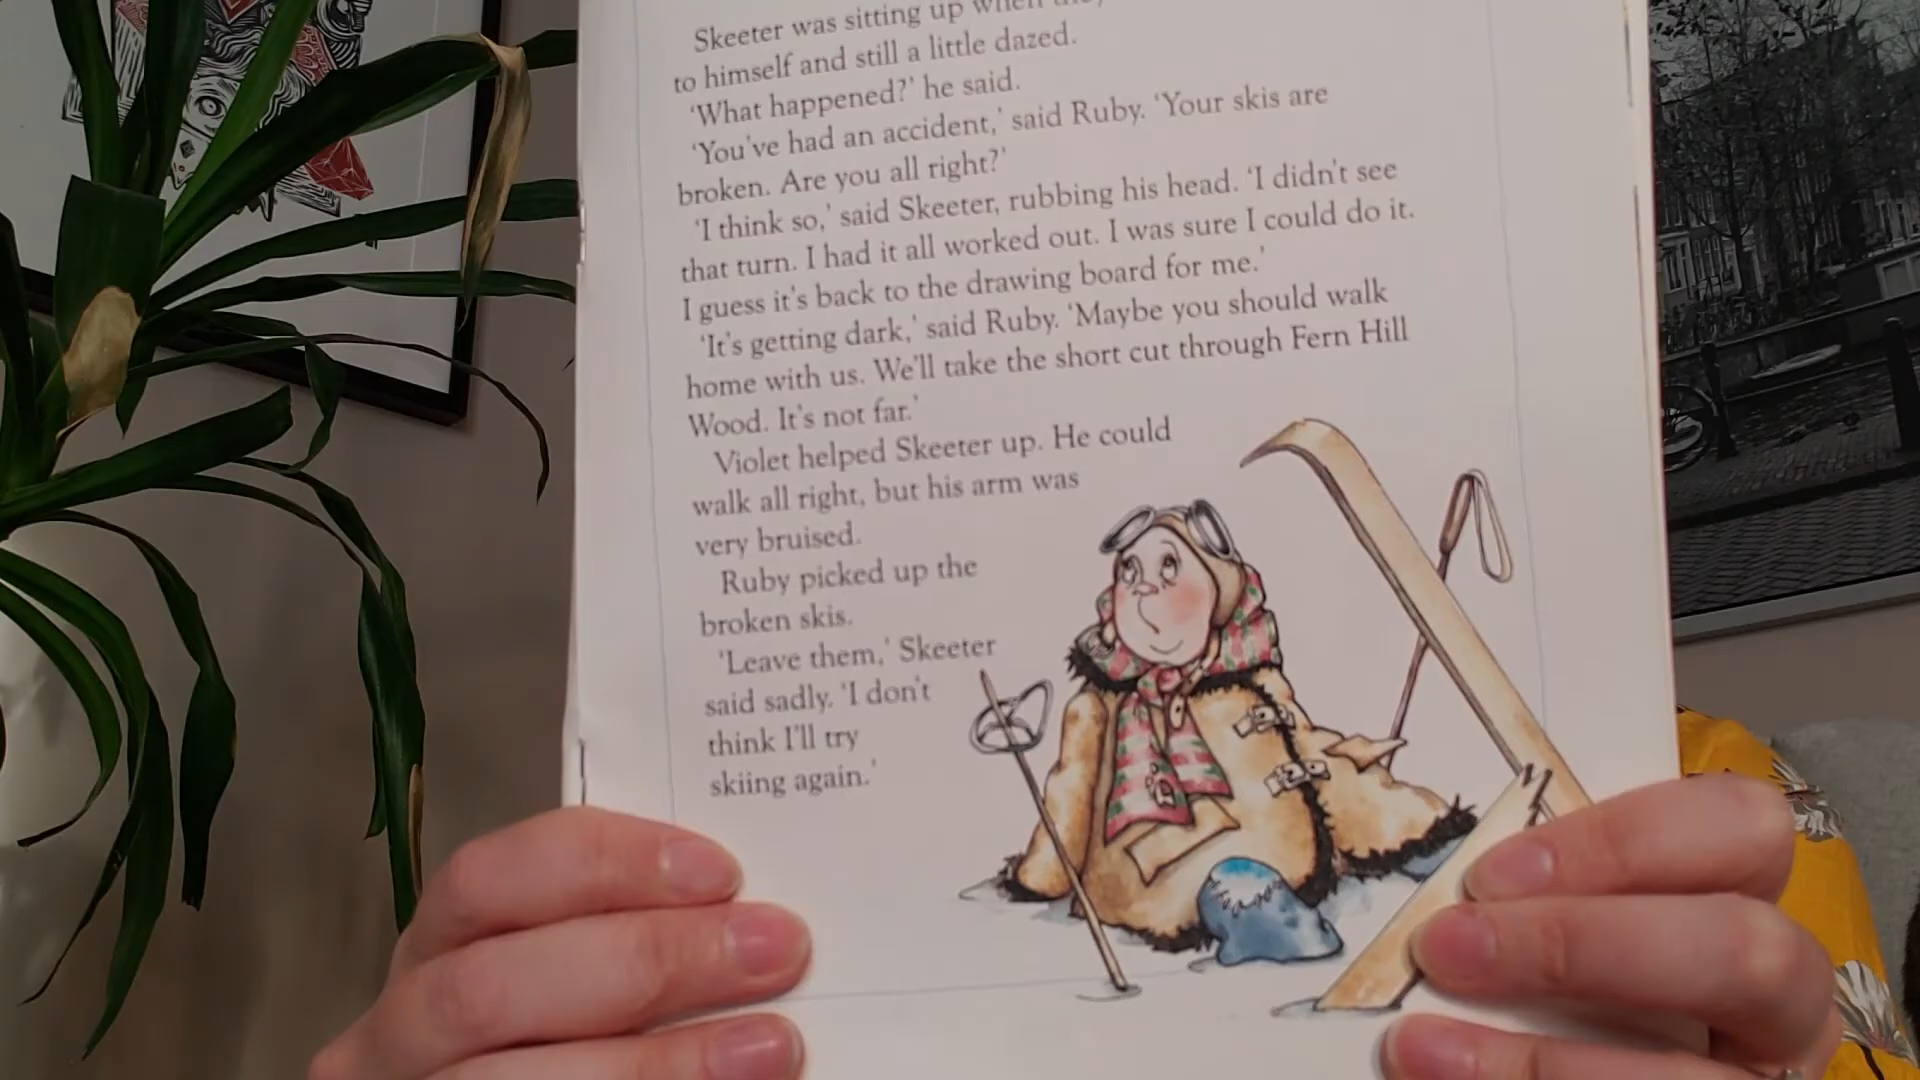 Skeeter was sitting up when they
to himself and still a little dazed.
‘What happened?’ he said.
‘You’ve had an accident,’ said Ruby. ‘Your skis are
broken. Are you all right?’
‘I think so,’ said Skeeter, rubbing his head. ‘I didn’t see
that turn. I had it all worked out. I was sure I could do it.
I guess it’s back to the drawing board for me.’
‘It’s getting dark,’ said Ruby. ‘Maybe you should walk
home with us. We’ll take the short cut through Fern Hill
Wood. It’s not far.’
Violet helped Skeeter up. He could
walk all right, but his arm was
very bruised.
Ruby picked up the
broken skis.
‘Leave them,’ Skeeter
said sadly. ‘I don’t
think I’ll try
skiing again.’